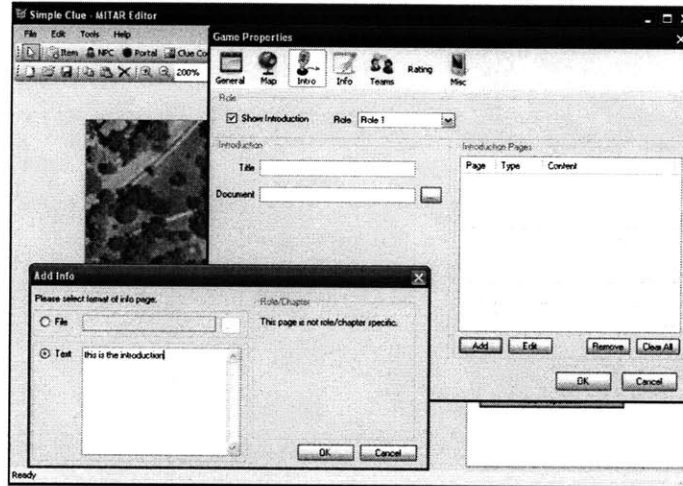 Simple Clue - MITAR Editor
File Edit Tools Help
Item NPC Portal Clue Co
200%
Game Properties
General Map Intro Info Teams Rating Misc
Role
Show Introduction Role Role 1
Introduction
Title
Document ...
Introduction Pages
Page Type Content
Add Edit Remove Clear All
OK Cancel
Add Info
Please select format of info page.
File
Text this is the introduction
Role/Chapter
This page is not role/chapter specific.
OK Cancel
Ready